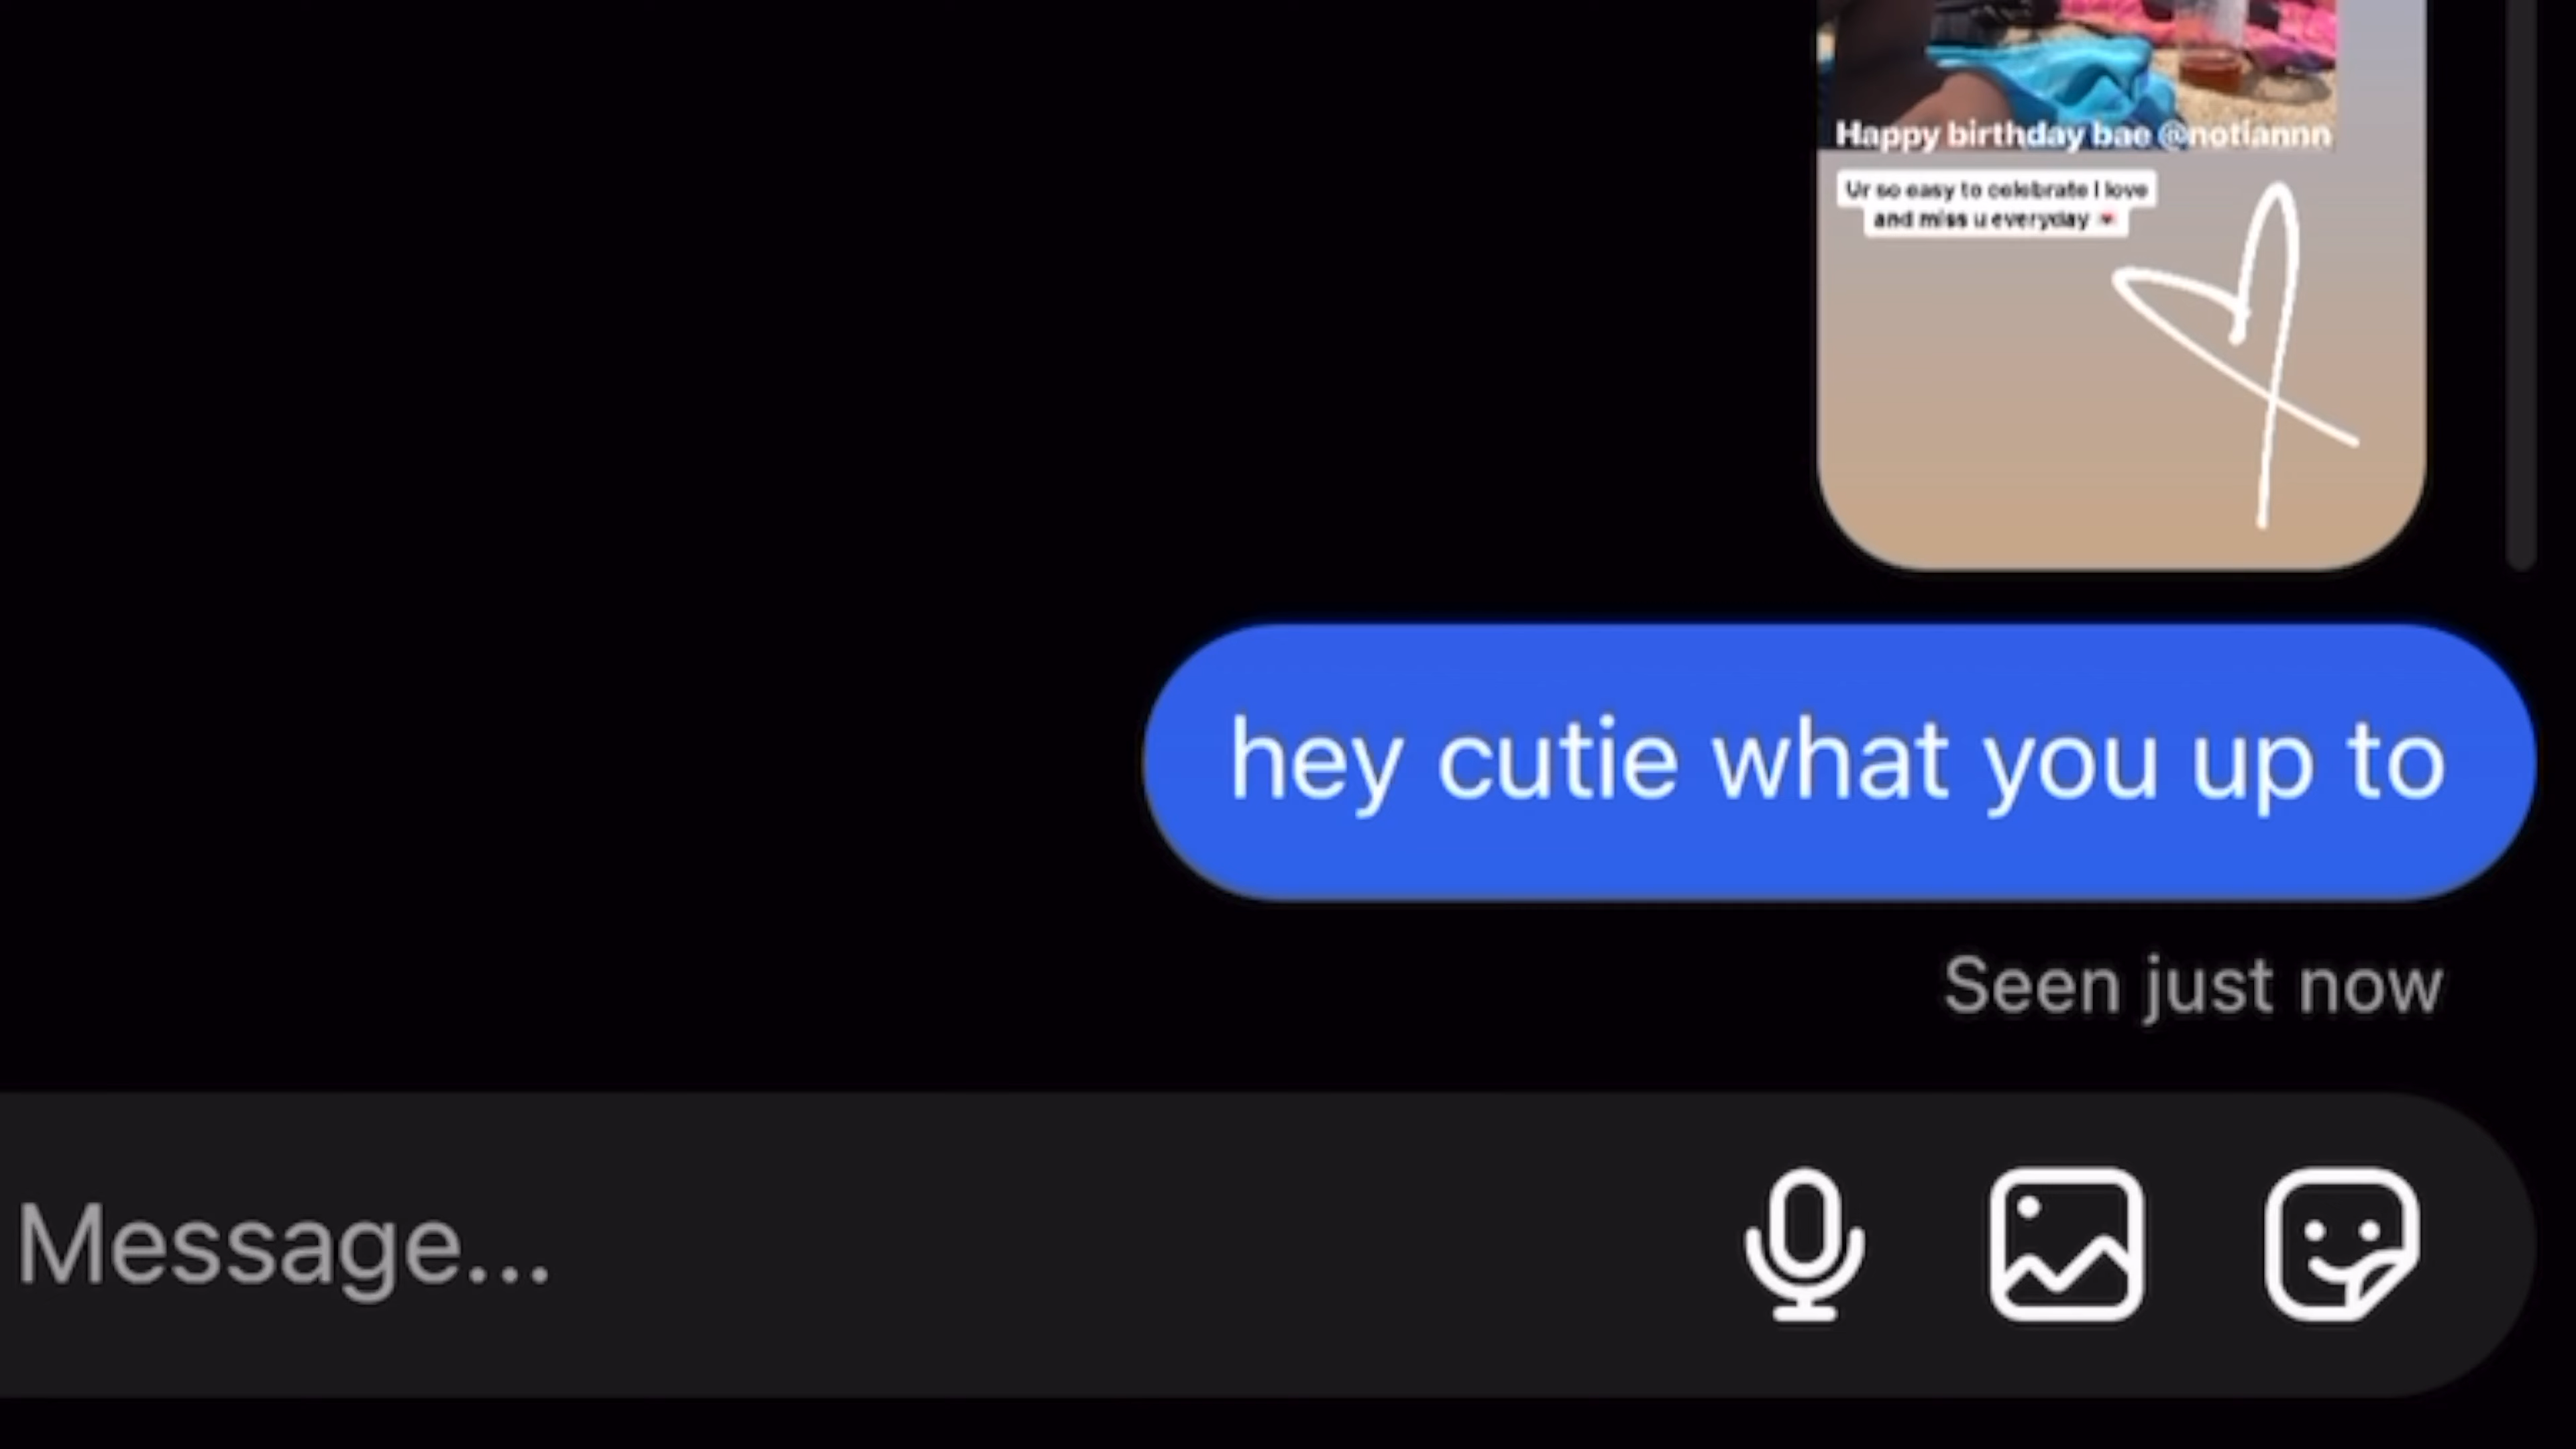 Happy birthday bae @notiannn
Ur so easy to celebrate I love
and miss u everyday 💌
hey cutie what you up to
Seen just now
Message...